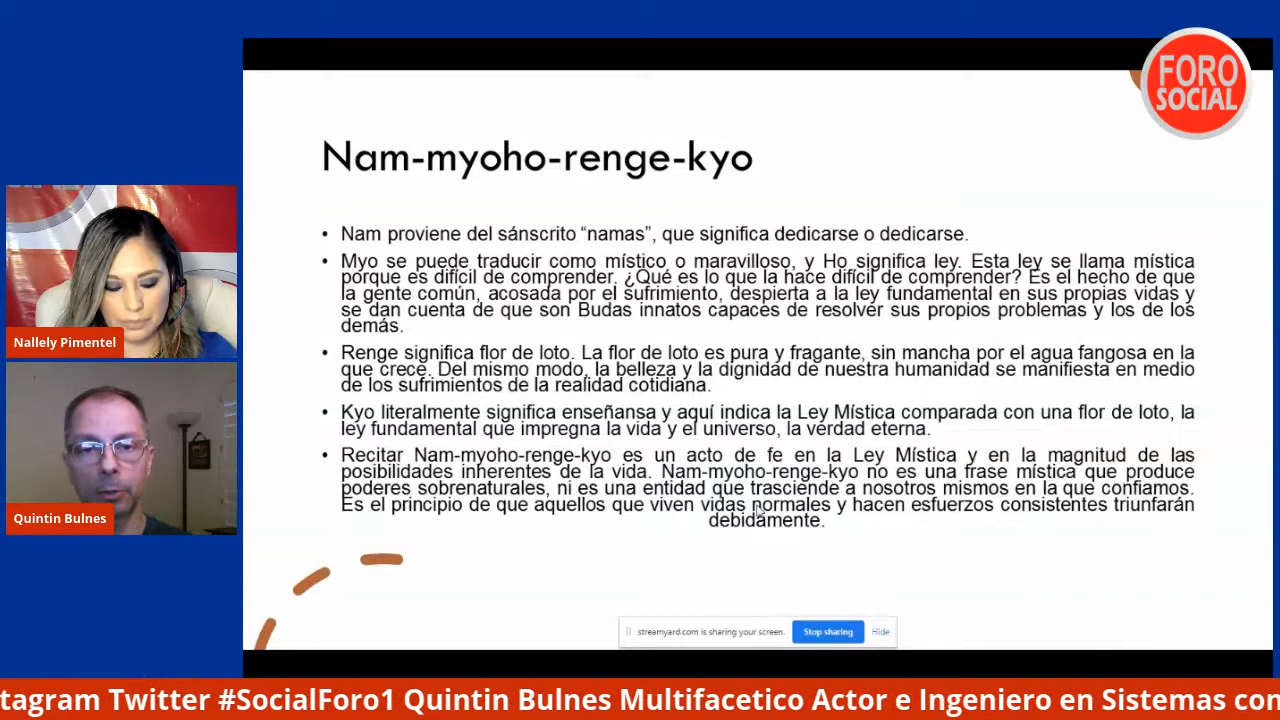 FORO
SOCIAL
Nam-myoho-renge-kyo
• Nam proviene del sánscrito “namas”, que significa dedicarse o dedicarse.
• Myo se puede traducir como místico o maravilloso, y Ho significa ley. Esta ley se llama mística
porque es difícil de comprender. ¿Qué es lo que la hace difícil de comprender? Es el hecho de que
la gente común, acosada por el sufrimiento, despierta a la ley fundamental en sus propias vidas y
se dan cuenta de que son Budas innatos capaces de resolver sus propios problemas y los de los
demás.
• Renge significa flor de loto. La flor de loto es pura y fragante, sin mancha por el agua fangosa en la
que crece. Del mismo modo, la belleza y la dignidad de nuestra humanidad se manifiesta en medio
de los sufrimientos de la realidad cotidiana.
• Kyo literalmente significa enseñansa y aquí indica la Ley Mística comparada con una flor de loto, la
ley fundamental que impregna la vida y el universo, la verdad eterna.
• Recitar Nam-myoho-renge-kyo es un acto de fe en la Ley Mística y en la magnitud de las
posibilidades inherentes de la vida. Nam-myoho-renge-kyo no es una frase mística que produce
poderes sobrenaturales, ni es una entidad que trasciende a nosotros mismos en la que confiamos.
Es el principio de que aquellos que viven vidas normales y hacen esfuerzos consistentes triunfarán
debidamente.
Nallely Pimentel
Quintin Bulnes
streamyard.com is sharing your screen. Stop sharing Hide
stagram Twitter #SocialForo1 Quintin Bulnes Multifacetico Actor e Ingeniero en Sistemas con